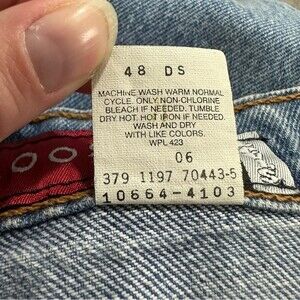 48 DS
MACHINE WASH WARM NORMAL
CYCLE. ONLY NON-CHLORINE
BLEACH IF NEEDED. TUMBLE
DRY HOT. HOT IRON IF NEEDED.
WASH AND DRY
WITH LIKE COLORS.
WPL 423
06
379 1197 70443-5
10664-4103